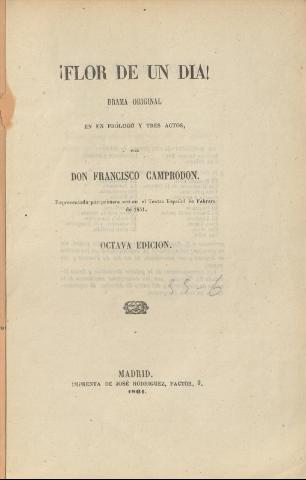 ¡FLOR DE UN DIA!
DRAMA ORIGINAL
EN UN PRÓLOGO Y TRES ACTOS,
POR
DON FRANCISCO CAMPRODON.
Representada por primera vez en el Teatro Español en Febrero
de 1851.
OCTAVA EDICION.
MADRID.
IMPRENTA DE JOSÉ RODRIGUEZ, FACTOR, 9.
1861.